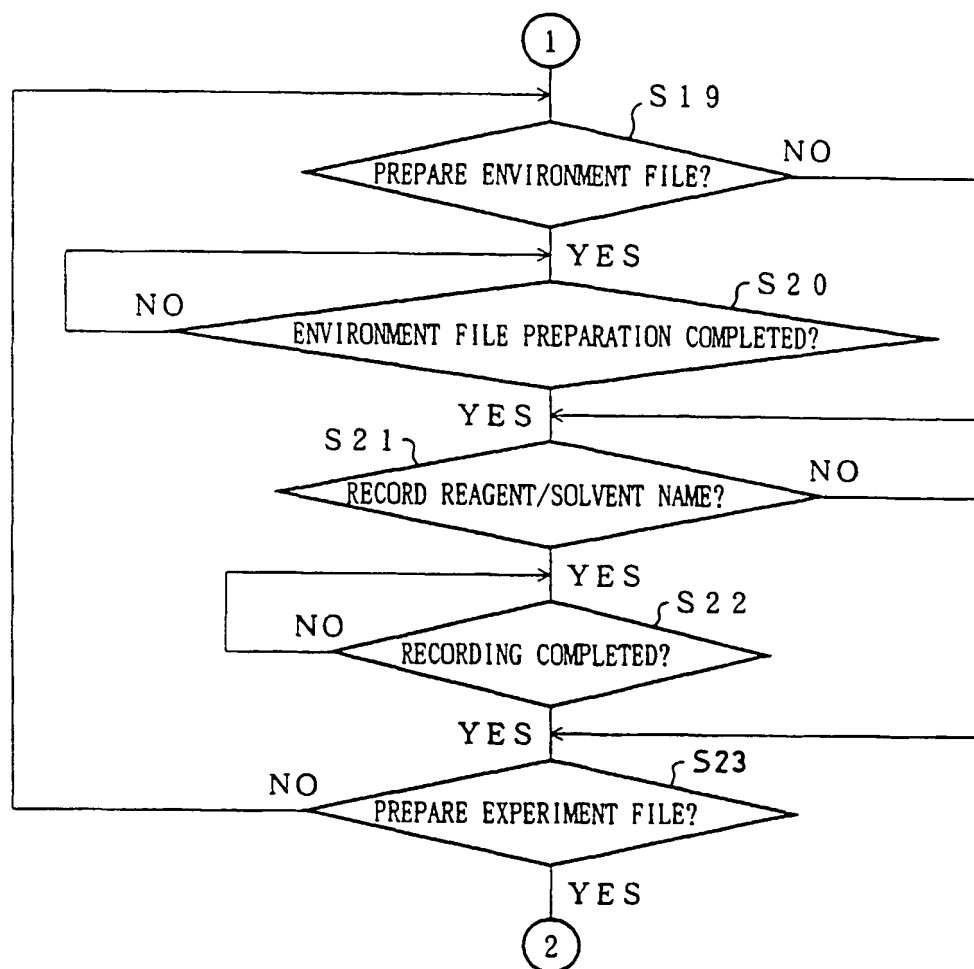 1
S19
PREPARE ENVIRONMENT FILE?
NO
YES
S20
NO
ENVIRONMENT FILE PREPARATION COMPLETED?
YES
S21
NO
RECORD REAGENT/SOLVENT NAME?
YES
S22
NO
RECORDING COMPLETED?
YES
S23
NO
PREPARE EXPERIMENT FILE?
YES
2